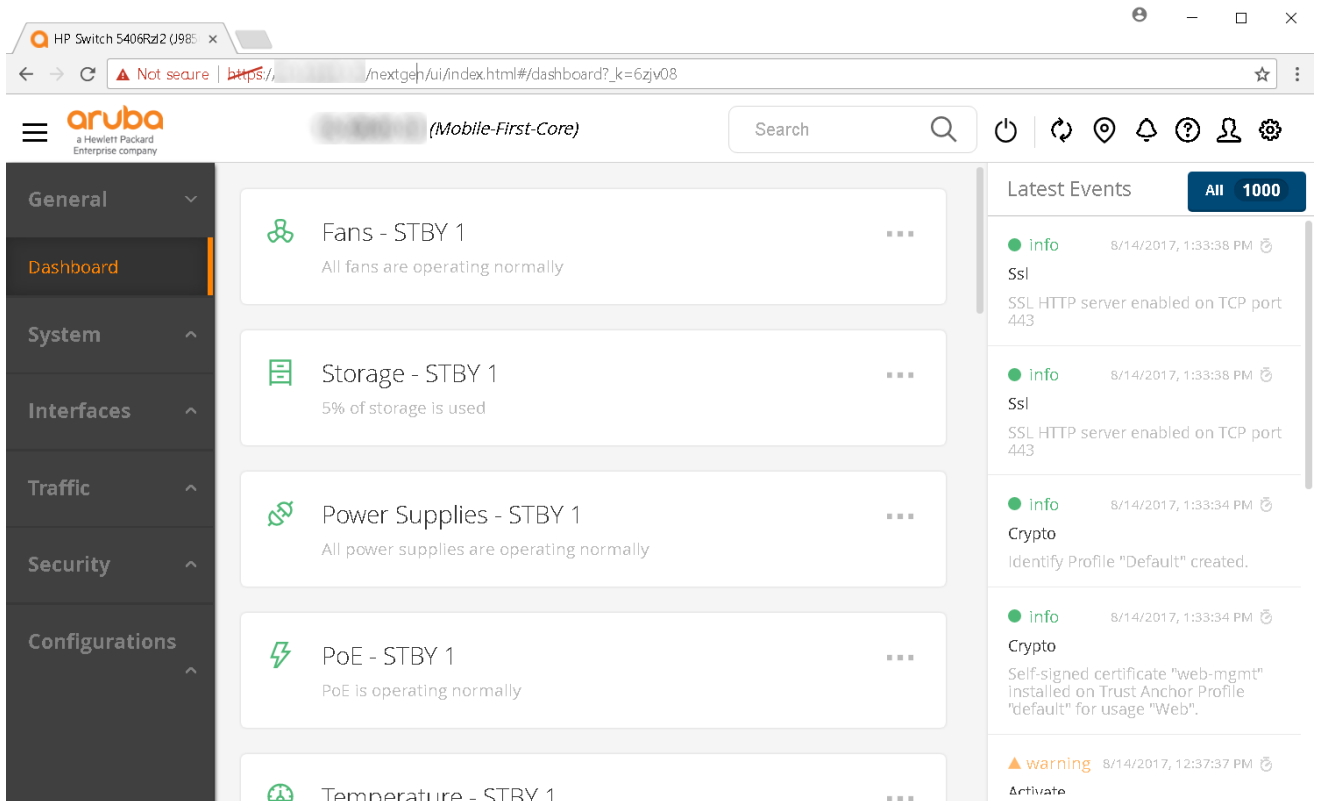 HP Switch 5406Rzl2 (J985
Not secure | https:// /nextgen/ui/index.html#/dashboard?_k=6zjv08
aruba
a Hewlett Packard
Enterprise company
(Mobile-First-Core)
Search
General
Dashboard
System
Interfaces
Traffic
Security
Configurations
Fans - STBY 1
All fans are operating normally
Storage - STBY 1
5% of storage is used
Power Supplies - STBY 1
All power supplies are operating normally
PoE - STBY 1
PoE is operating normally
Temperature - STBY 1
Latest Events
All 1000
info 8/14/2017, 1:33:38 PM
Ssl
SSL HTTP server enabled on TCP port
443
info 8/14/2017, 1:33:38 PM
Ssl
SSL HTTP server enabled on TCP port
443
info 8/14/2017, 1:33:34 PM
Crypto
Identify Profile "Default" created.
info 8/14/2017, 1:33:34 PM
Crypto
Self-signed certificate "web-mgmt"
installed on Trust Anchor Profile
"default" for usage "Web".
warning 8/14/2017, 12:37:37 PM
Activate